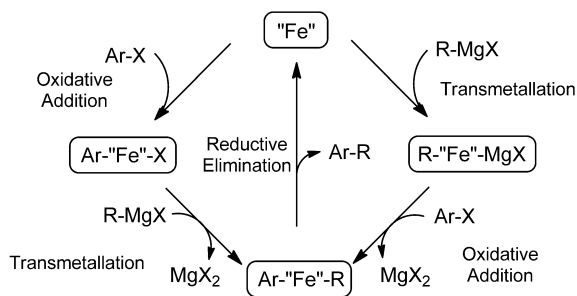 "Fe"
Ar-X
R-MgX
Oxidative
Addition
Transmetallation
Ar-"Fe"-X
Reductive
Elimination
Ar-R
R-"Fe"-MgX
R-MgX
Ar-X
Transmetallation
MgX₂
Ar-"Fe"-R
MgX₂
Oxidative
Addition